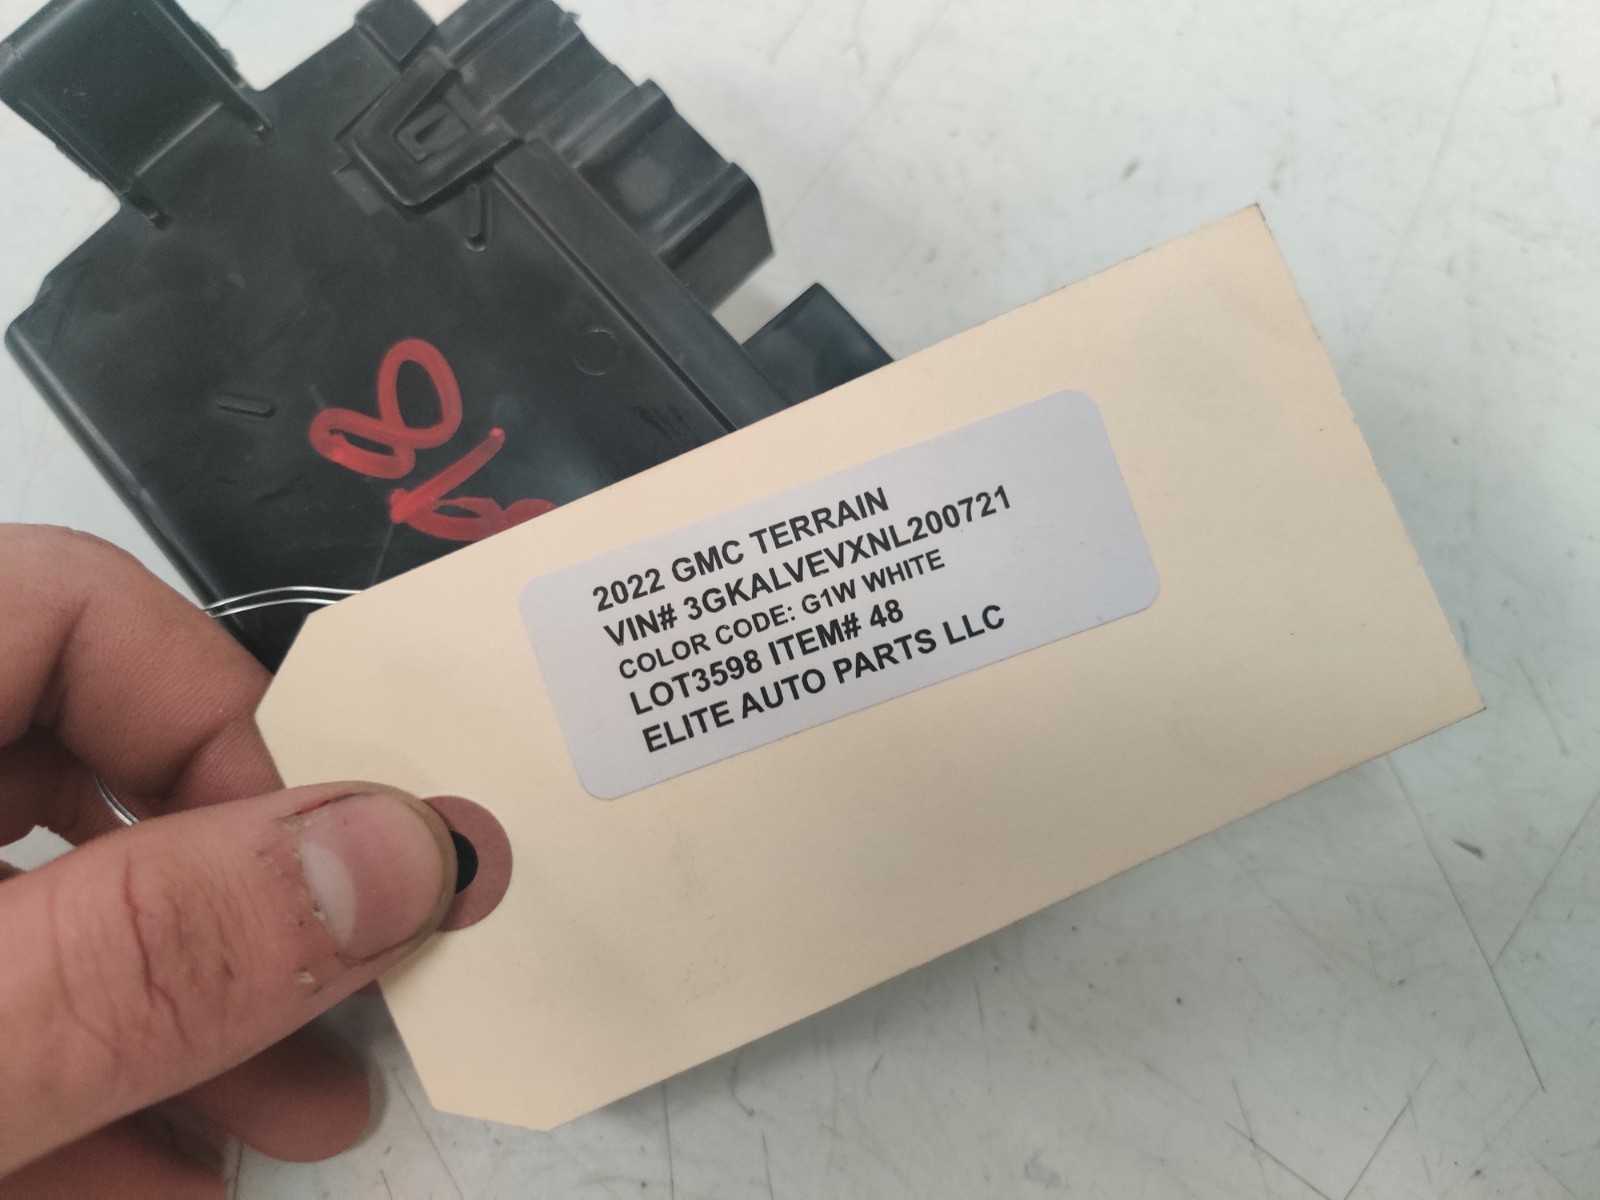 2022 GMC TERRAIN
VIN# 3GKALVEVXNL200721
COLOR CODE: G1W WHITE
LOT3598 ITEM# 48
ELITE AUTO PARTS LLC